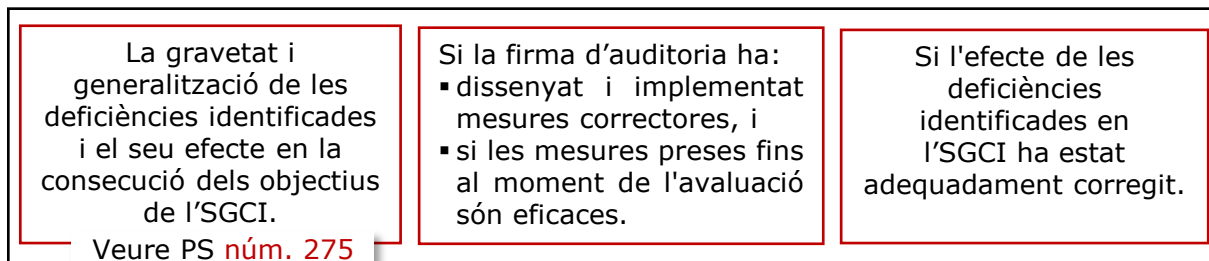 La gravetat i
generalització de les
deficiències identificades
i el seu efecte en la
consecució dels objectius
de l’SGCI.
Veure PS núm. 275
Si la firma d’auditoria ha:
▪ dissenyat i implementat
mesures correctores, i
▪ si les mesures preses fins
al moment de l'avaluació
són eficaces.
Si l'efecte de les
deficiències
identificades en
l’SGCI ha estat
adequadament corregit.